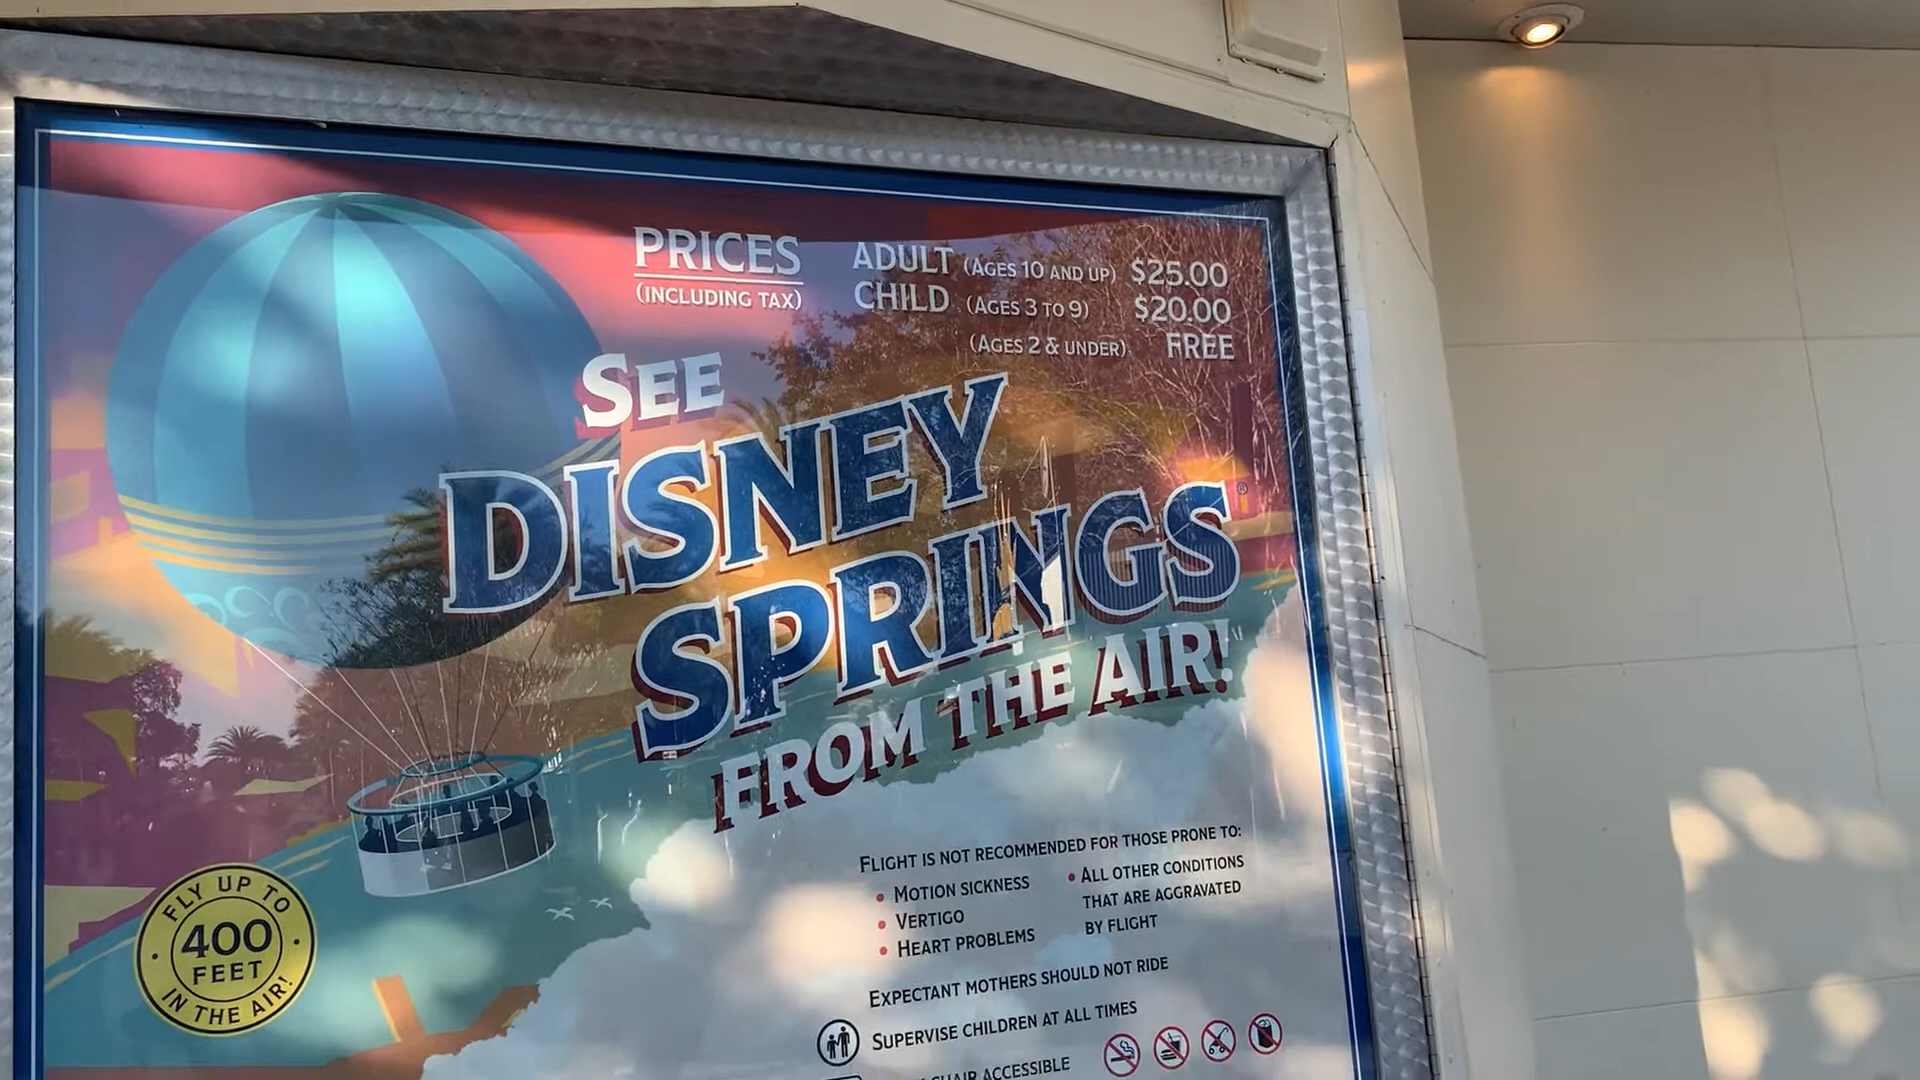 PRICES
(INCLUDING TAX)
ADULT (AGES 10 AND UP) $25.00
CHILD (AGES 3 TO 9) $20.00
(AGES 2 & UNDER) FREE
SEE
DISNEY
SPRINGS®
FROM THE AIR!
FLIGHT IS NOT RECOMMENDED FOR THOSE PRONE TO:
• MOTION SICKNESS
• VERTIGO
• HEART PROBLEMS
• ALL OTHER CONDITIONS
THAT ARE AGGRAVATED
BY FLIGHT
EXPECTANT MOTHERS SHOULD NOT RIDE
SUPERVISE CHILDREN AT ALL TIMES
ACCESSIBLE
FLY UP TO
400
FEET
IN THE AIR!